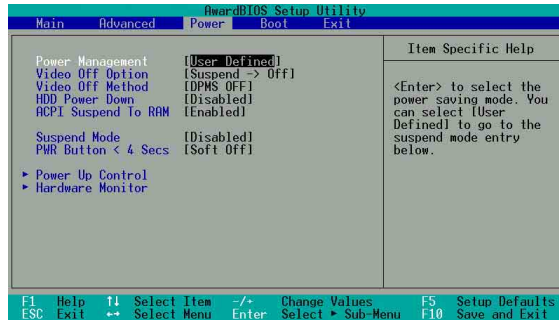 AwardBIOS Setup Utility
Main Advanced Power Boot Exit
Power Management [User Defined]
Video Off Option [Suspend -> Off]
Video Off Method [DPMS OFF]
HDD Power Down [Disabled]
ACPI Suspend To RAM [Enabled]
Suspend Mode [Disabled]
PWR Button < 4 Secs [Soft Off]
► Power Up Control
► Hardware Monitor
Item Specific Help
<Enter> to select the
power saving mode. You
can select [User
Defined] to go to the
suspend mode entry
below.
F1 Help ↑↓ Select Item -/+ Change Values F5 Setup Defaults
ESC Exit ←→ Select Menu Enter Select ► Sub-Menu F10 Save and Exit